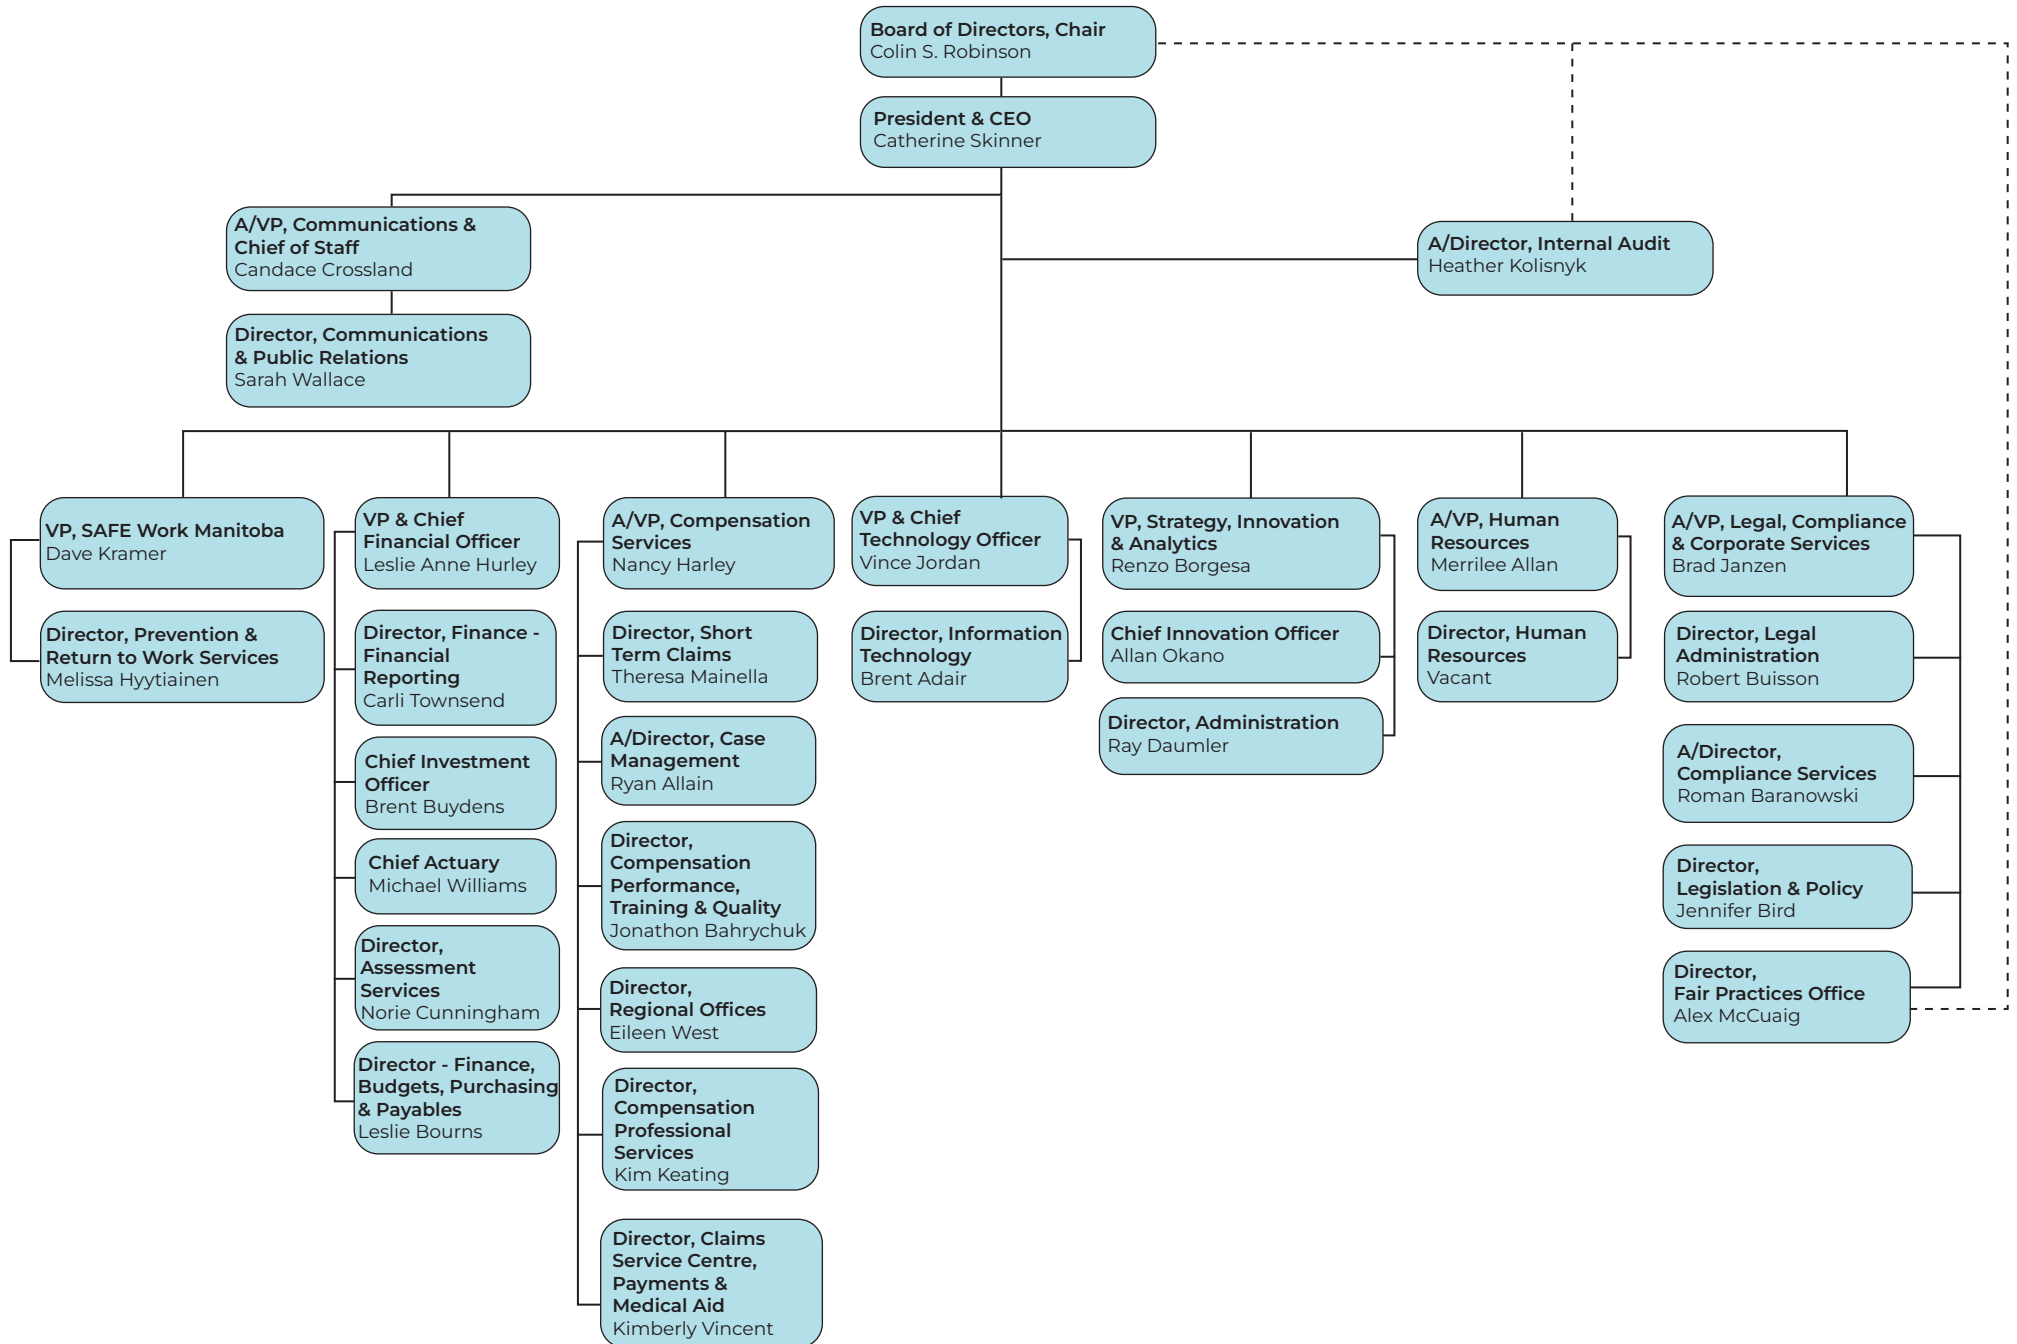 Board of Directors, Chair
Colin S. Robinson
President & CEO
Catherine Skinner
A/VP, Communications &
Chief of Staff
Candace Crossland
Director, Communications
& Public Relations
Sarah Wallace
A/Director, Internal Audit
Heather Kolisnyk
VP, SAFE Work Manitoba
Dave Kramer
Director, Prevention &
Return to Work Services
Melissa Hyytiainen
VP & Chief
Financial Officer
Leslie Anne Hurley
Director, Finance -
Financial
Reporting
Carli Townsend
Chief Investment
Officer
Brent Buydens
Chief Actuary
Michael Williams
Director,
Assessment
Services
Norie Cunningham
Director - Finance,
Budgets, Purchasing
& Payables
Leslie Bourns
A/VP, Compensation
Services
Nancy Harley
Director, Short
Term Claims
Theresa Mainella
A/Director, Case
Management
Ryan Allain
Director,
Compensation
Performance,
Training & Quality
Jonathon Bahrychuk
Director,
Regional Offices
Eileen West
Director,
Compensation
Professional
Services
Kim Keating
Director, Claims
Service Centre,
Payments &
Medical Aid
Kimberly Vincent
VP & Chief
Technology Officer
Vince Jordan
Director, Information
Technology
Brent Adair
VP, Strategy, Innovation
& Analytics
Renzo Borgesa
Chief Innovation Officer
Allan Okano
Director, Administration
Ray Daumler
A/VP, Human
Resources
Merrilee Allan
Director, Human
Resources
Vacant
A/VP, Legal, Compliance
& Corporate Services
Brad Janzen
Director, Legal
Administration
Robert Buisson
A/Director,
Compliance Services
Roman Baranowski
Director,
Legislation & Policy
Jennifer Bird
Director,
Fair Practices Office
Alex McCuaig